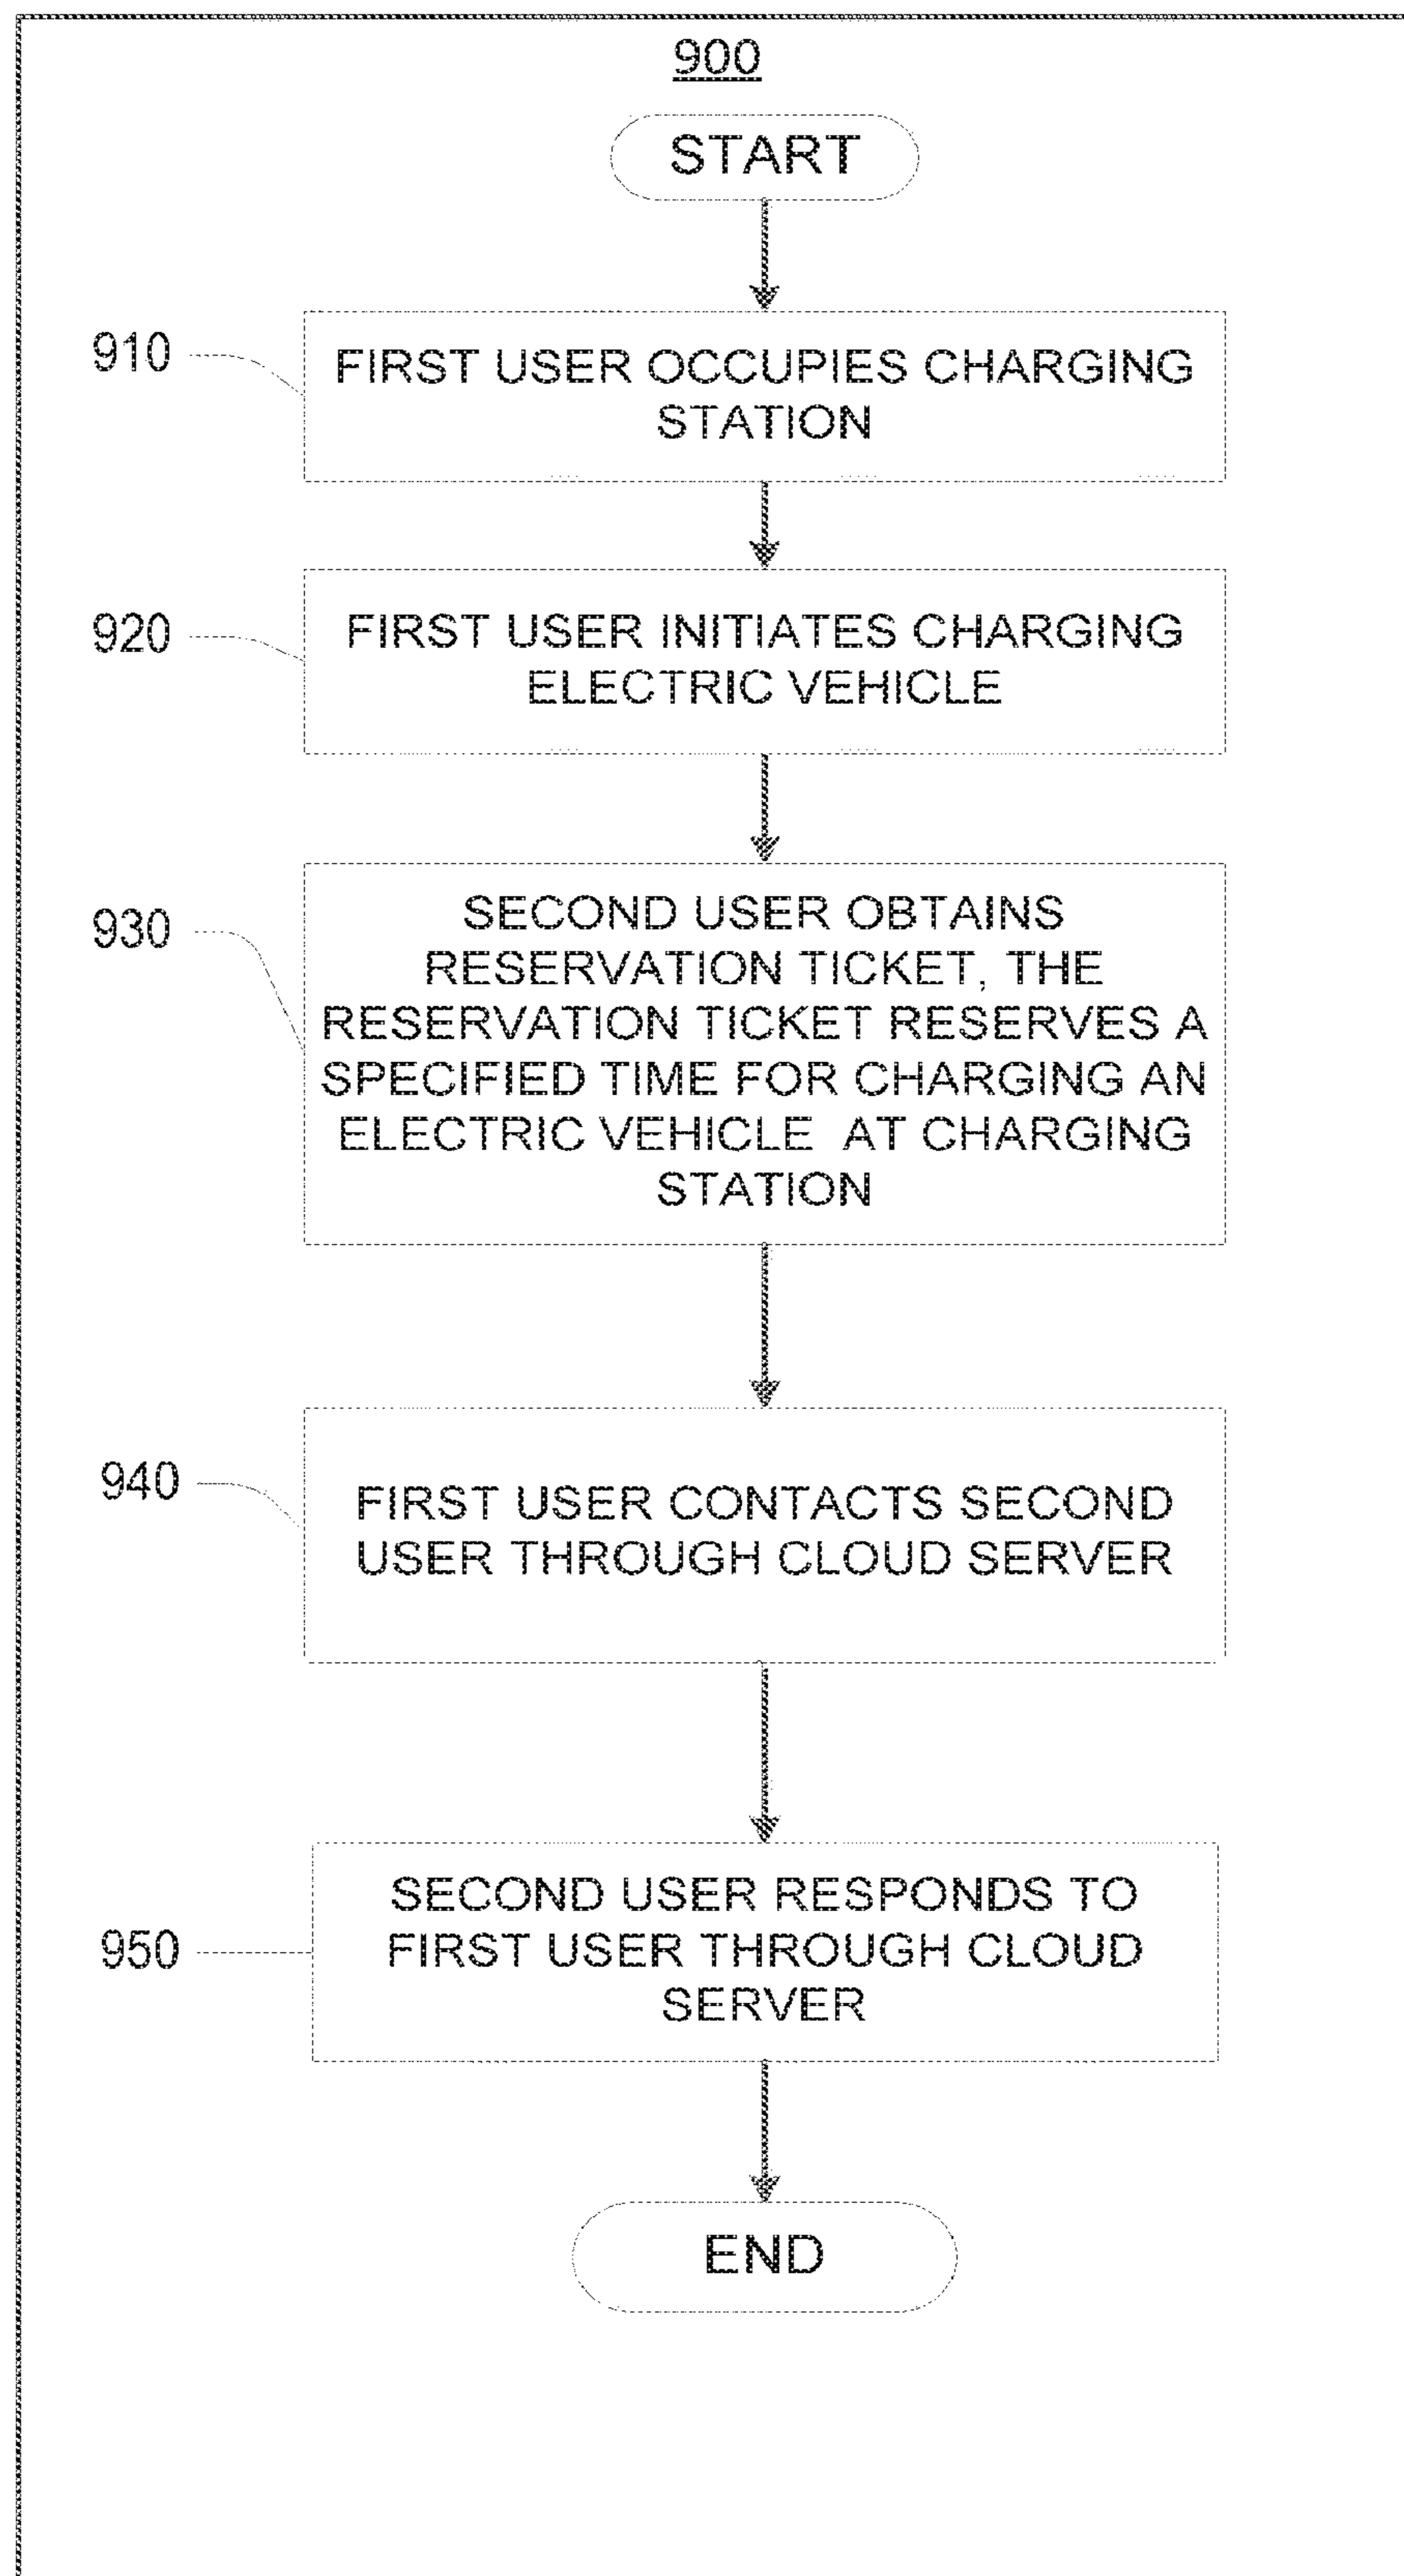 900
START
910
FIRST USER OCCUPIES CHARGING
STATION
920
FIRST USER INITIATES CHARGING
ELECTRIC VEHICLE
930
SECOND USER OBTAINS
RESERVATION TICKET, THE
RESERVATION TICKET RESERVES A
SPECIFIED TIME FOR CHARGING AN
ELECTRIC VEHICLE AT CHARGING
STATION
940
FIRST USER CONTACTS SECOND
USER THROUGH CLOUD SERVER
950
SECOND USER RESPONDS TO
FIRST USER THROUGH CLOUD
SERVER
END